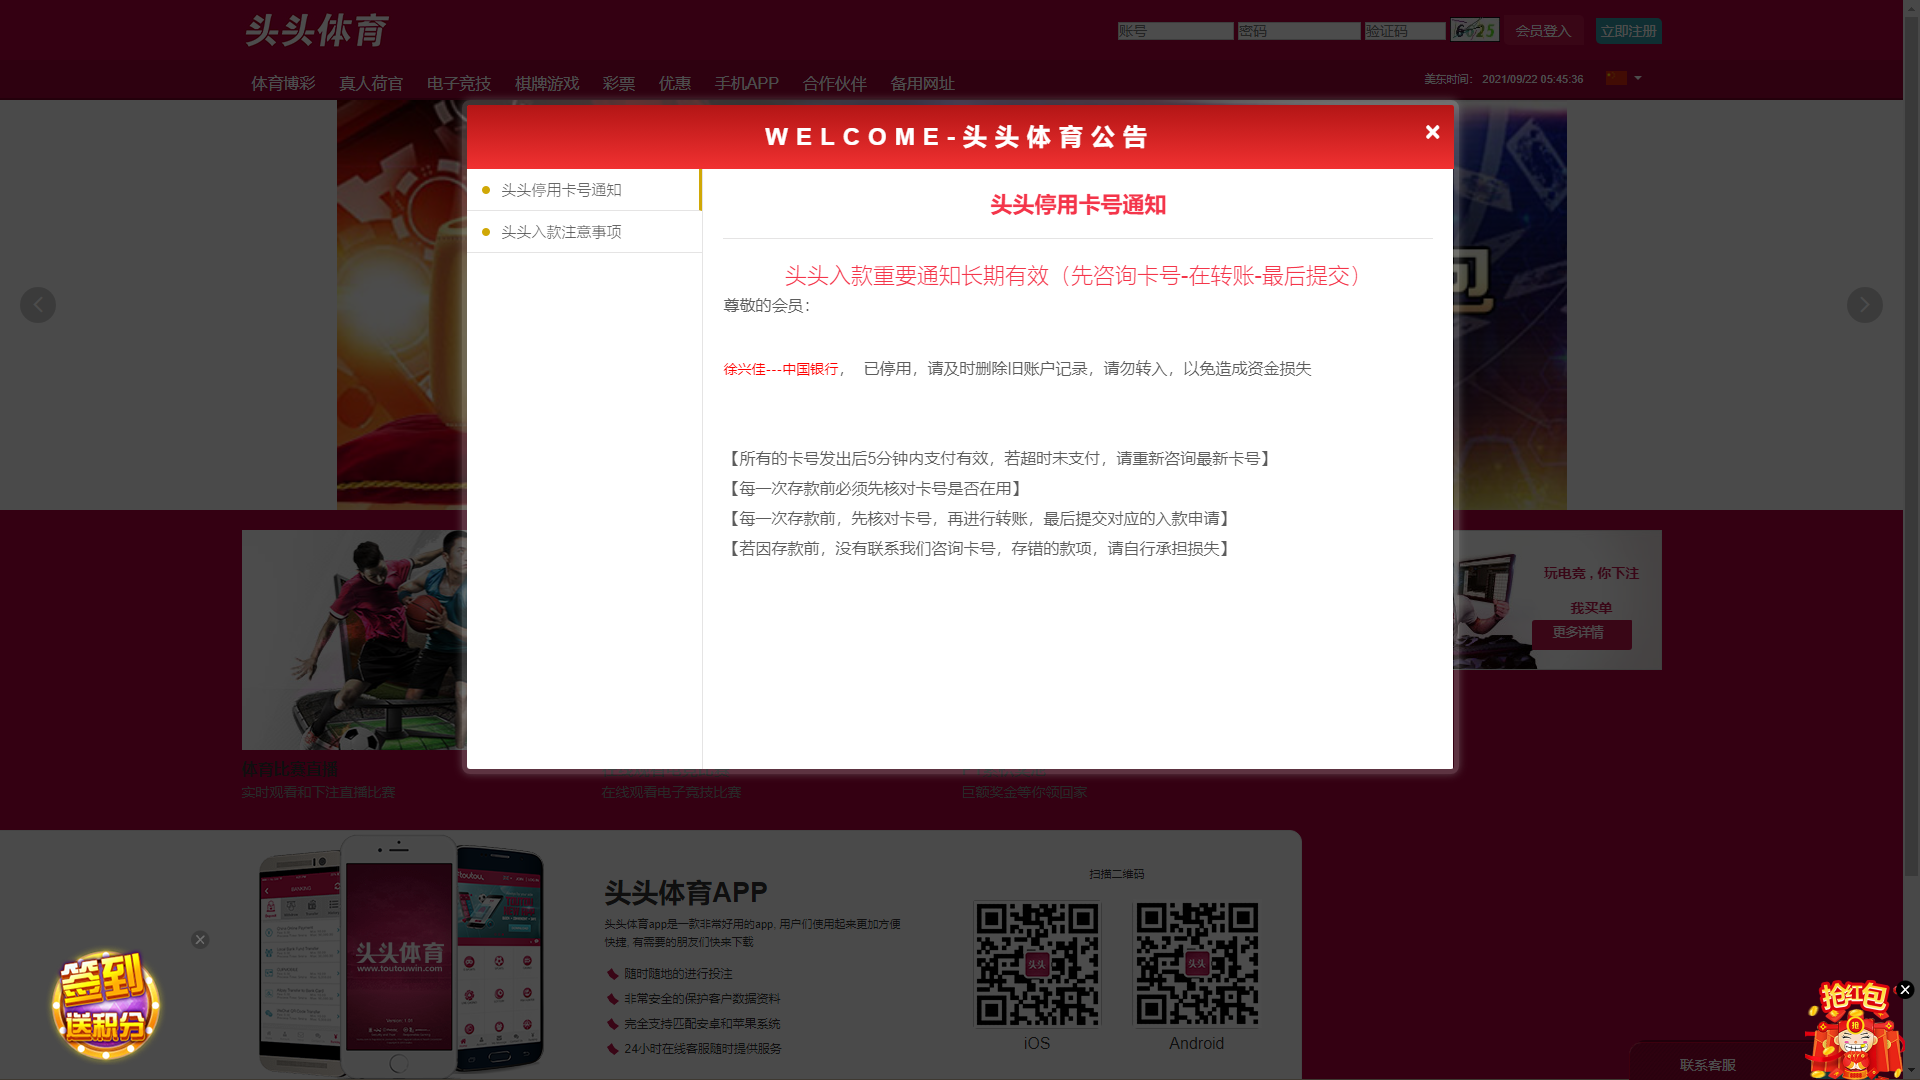 头头体育
账号 密码 验证码 6625 会员登入 立即注册
体育博彩 真人荷官 电子竞技 棋牌游戏 彩票 优惠 手机APP 合作伙伴 备用网址
美东时间： 2021/09/22 05:45:36
WELCOME-头头体育公告
头头停用卡号通知
头头入款注意事项
头头停用卡号通知
头头入款重要通知长期有效（先咨询卡号-在转账-最后提交）
尊敬的会员：
徐兴佳---中国银行， 已停用，请及时删除旧账户记录，请勿转入，以免造成资金损失
【所有的卡号发出后5分钟内支付有效，若超时未支付，请重新咨询最新卡号】
【每一次存款前必须先核对卡号是否在用】
【每一次存款前，先核对卡号，再进行转账，最后提交对应的入款申请】
【若因存款前，没有联系我们咨询卡号，存错的款项，请自行承担损失】
包
玩电竞，你下注
我买单
更多详情
实时观看和下注直播比赛
在线观看电子竞技比赛
巨额奖金等你领回家
头头体育
www.toutouwin.com
toutou
头头体育APP
头头体育app是一款非常好用的app, 用户们使用起来更加方便
快捷, 有需要的朋友们快来下载
随时随地的进行投注
非常安全的保护客户数据资料
完全支持匹配安卓和苹果系统
24小时在线客服随时提供服务
扫描二维码
头头
头头
iOS
Android
签到
送积分
抢红包
抢
联系客服